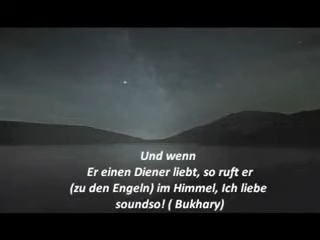 Und wenn
Er einen Diener liebt, so ruft er
(zu den Engeln) im Himmel, Ich liebe
soundso! ( Bukhary)